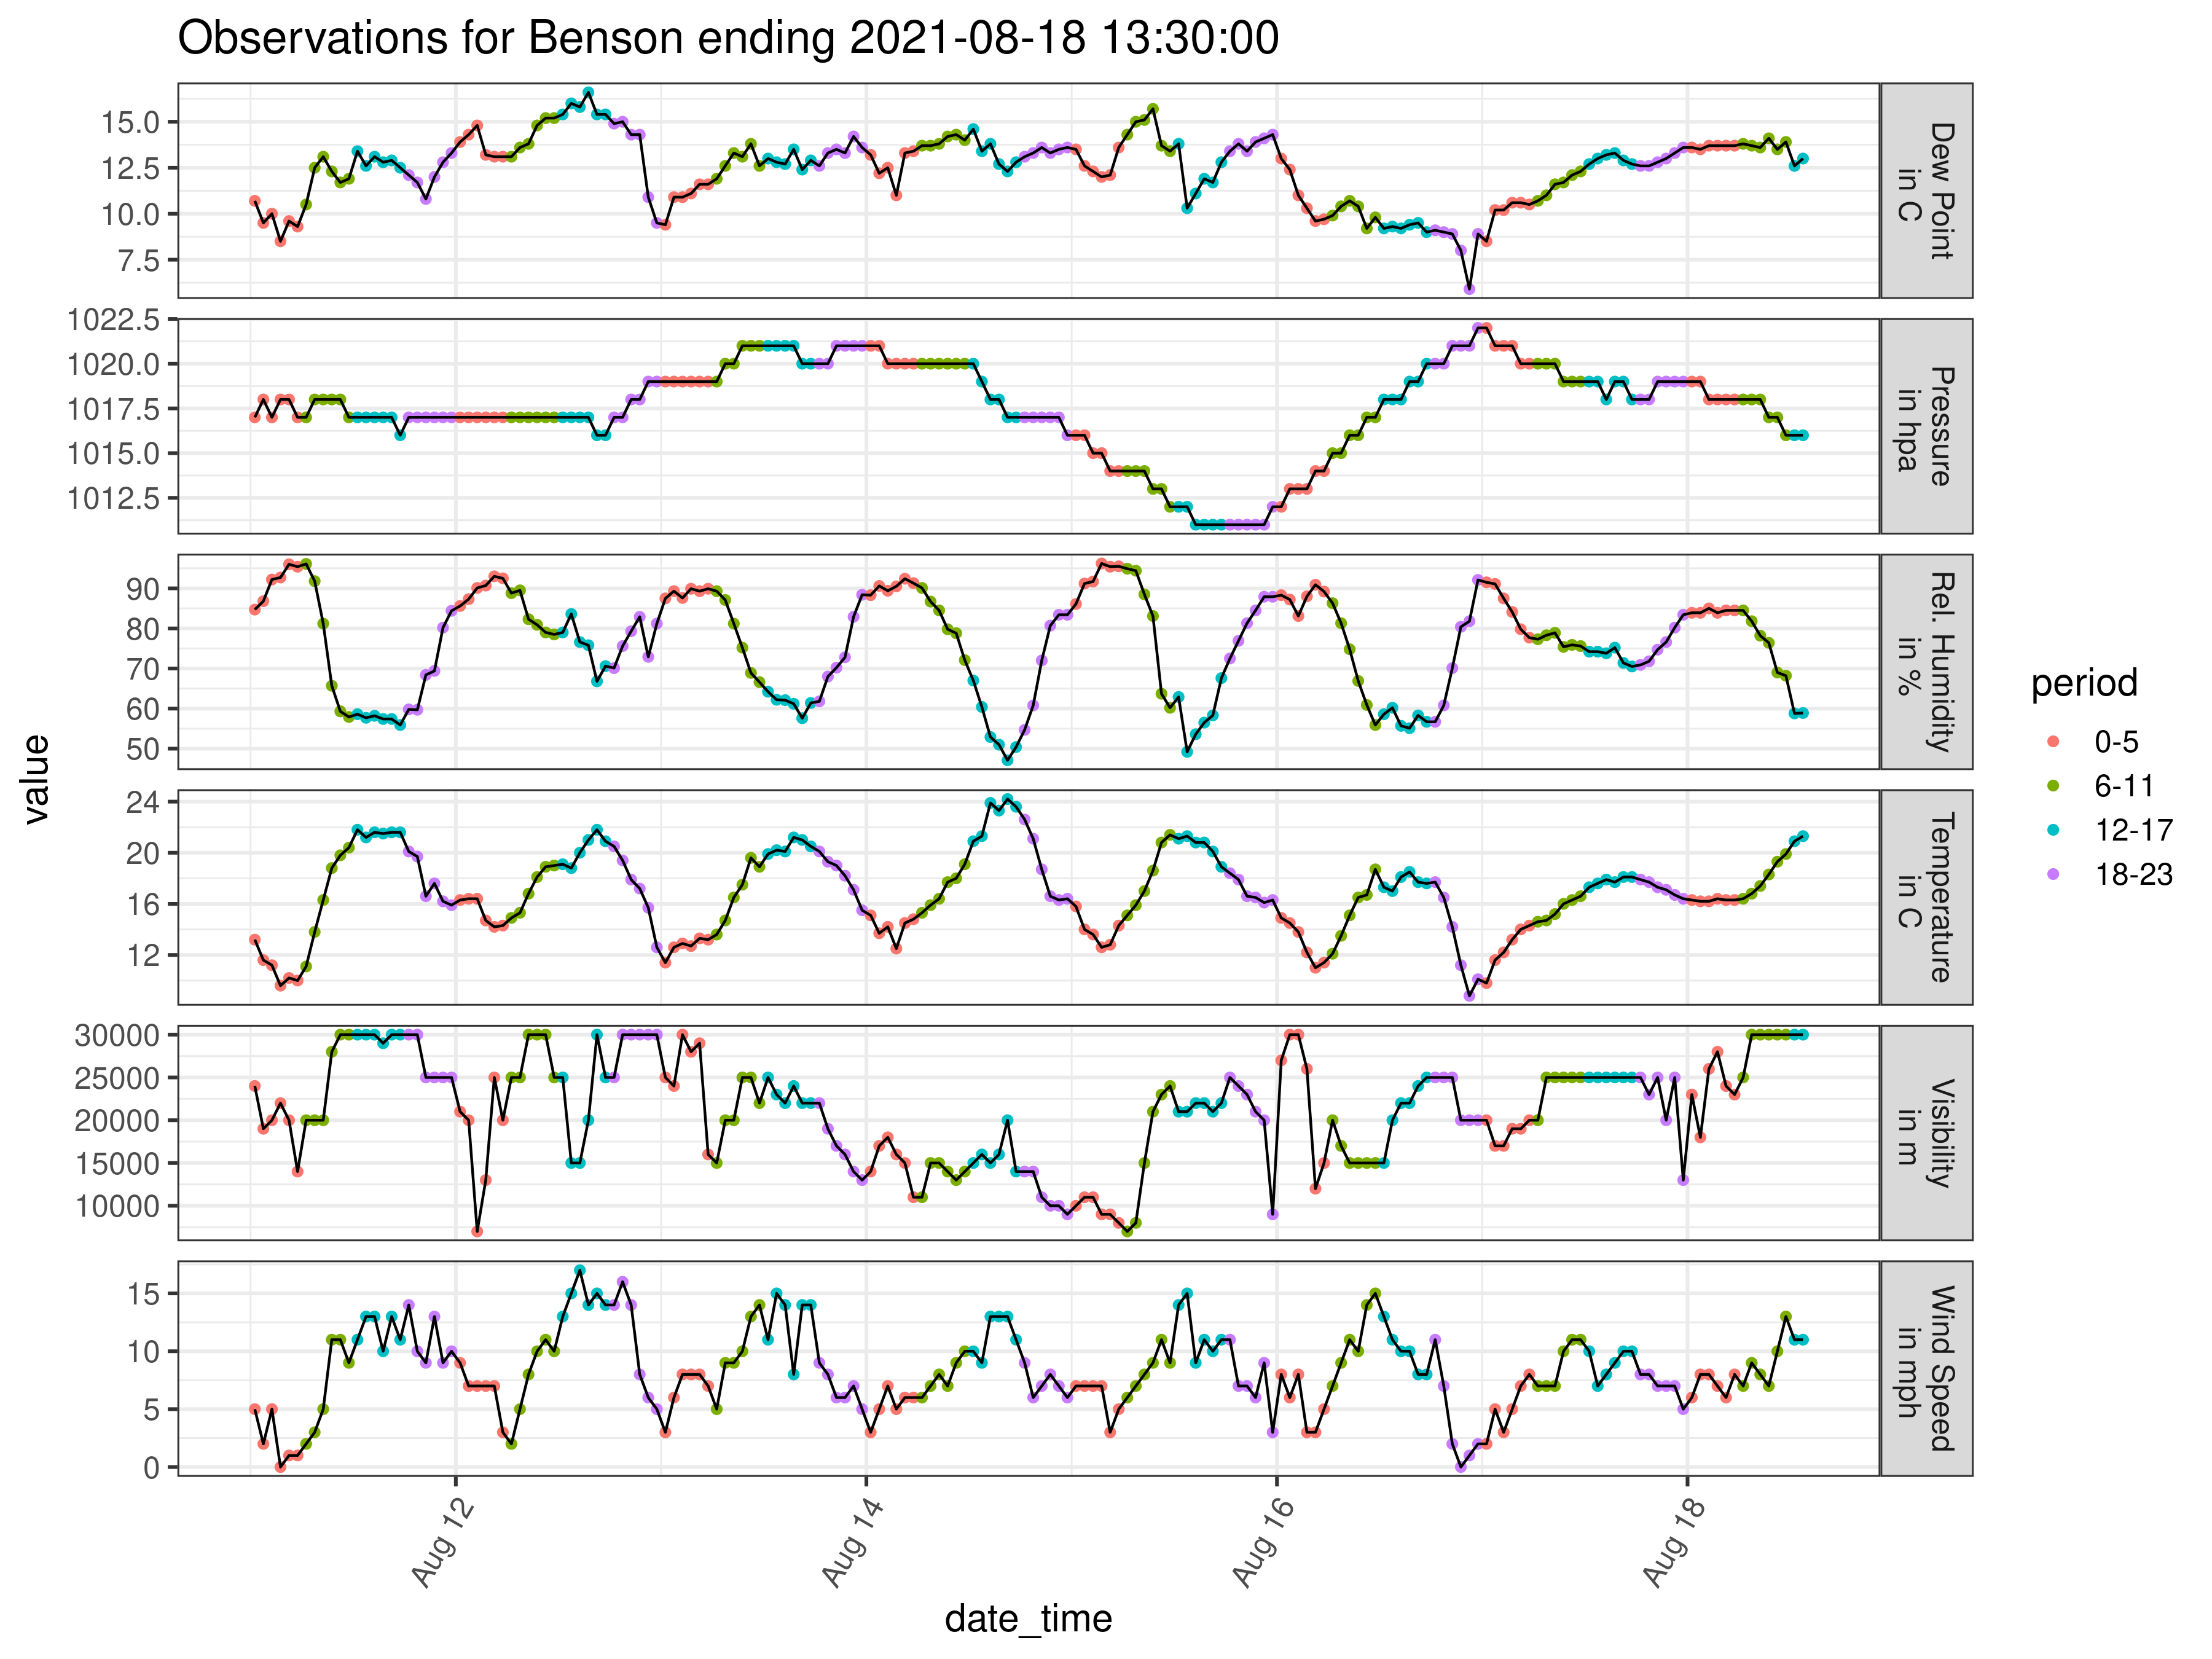 Observations for Benson ending 2021-08-18 13:30:00
15.0
12.5
10.0
7.5
Dew Point
in C
1022.5
1020.0
1017.5
1015.0
1012.5
Pressure
in hpa
90
80
70
60
50
Rel. Humidity
in %
24
20
16
12
Temperature
in C
30000
25000
20000
15000
10000
Visibility
in m
15
10
5
0
Wind Speed
in mph
value
Aug 12
Aug 14
Aug 16
Aug 18
date_time
period
0-5
6-11
12-17
18-23